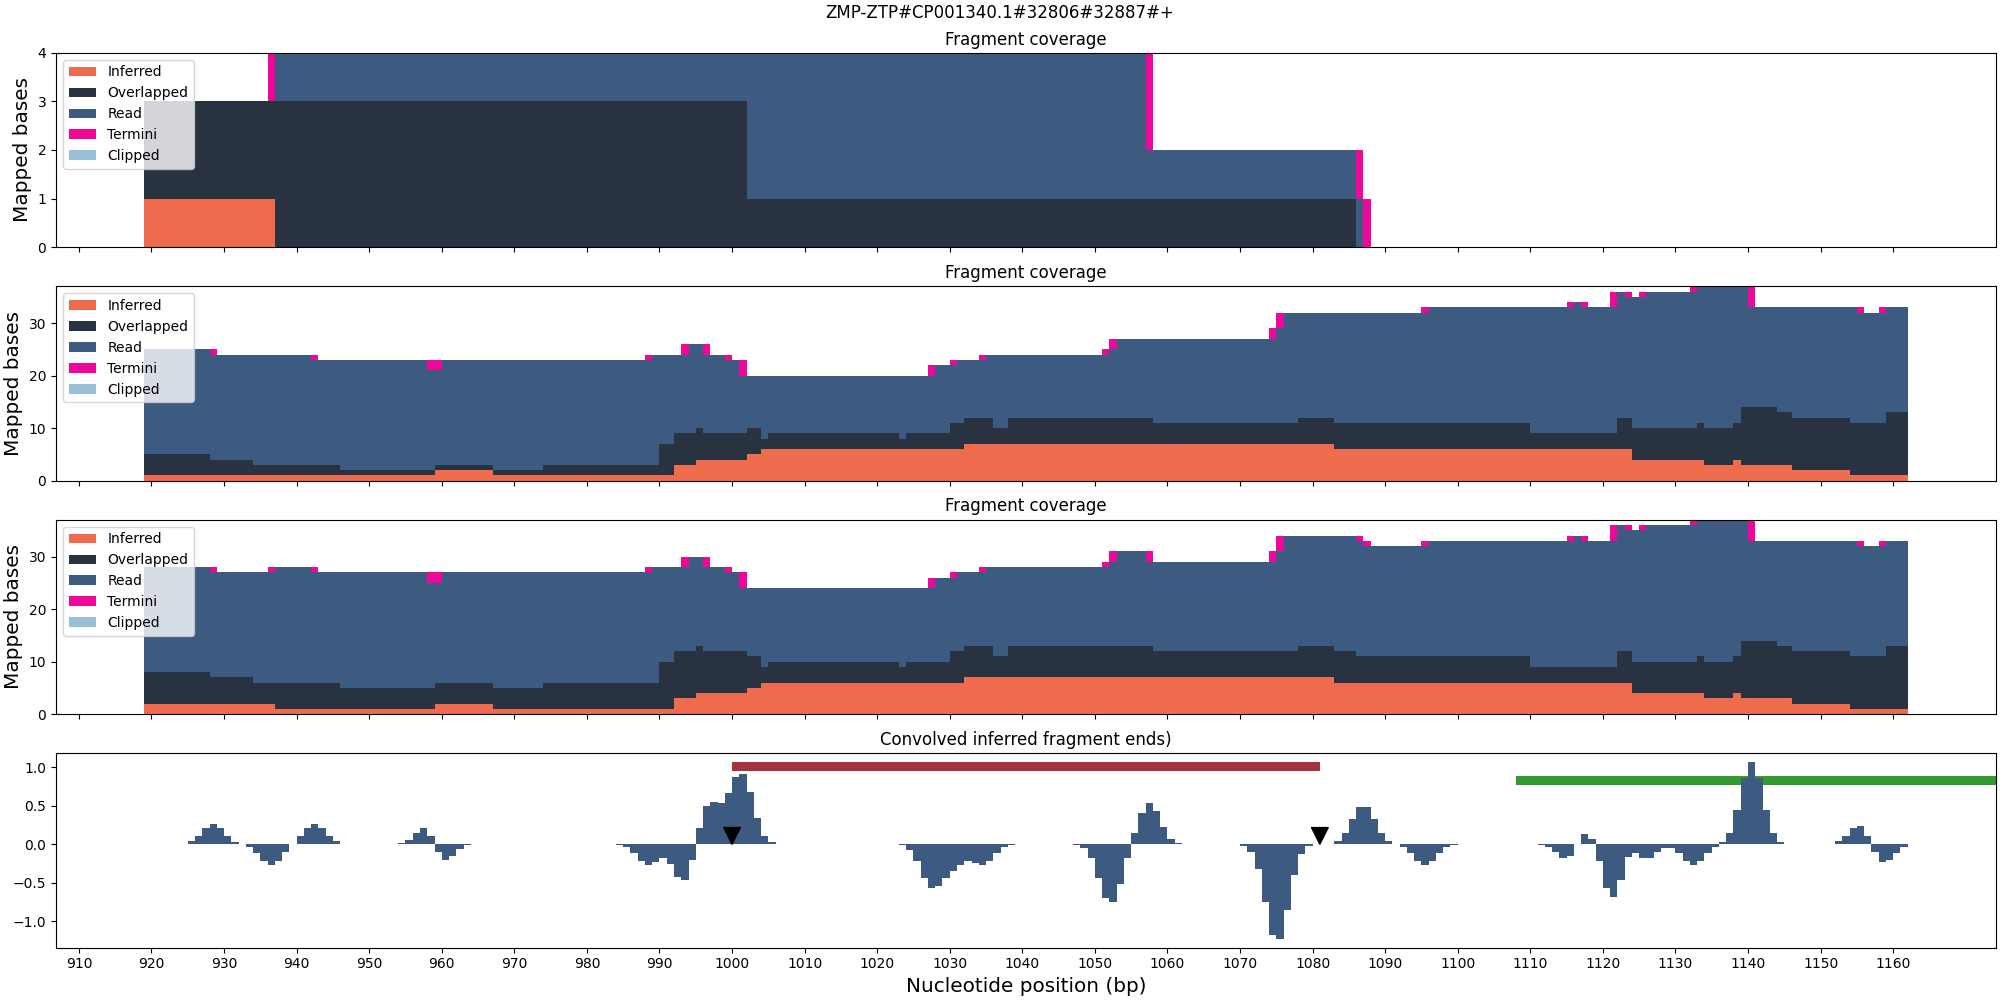 ZMP-ZTP#CP001340.1#32806#32887#+
Fragment coverage
Mapped bases
4
3
2
1
0
Inferred
Overlapped
Read
Termini
Clipped
Fragment coverage
Mapped bases
30
20
10
0
Inferred
Overlapped
Read
Termini
Clipped
Fragment coverage
Mapped bases
30
20
10
0
Inferred
Overlapped
Read
Termini
Clipped
Convolved inferred fragment ends)
1.0
0.5
0.0
−0.5
−1.0
910 920 930 940 950 960 970 980 990 1000 1010 1020 1030 1040 1050 1060 1070 1080 1090 1100 1110 1120 1130 1140 1150 1160
Nucleotide position (bp)